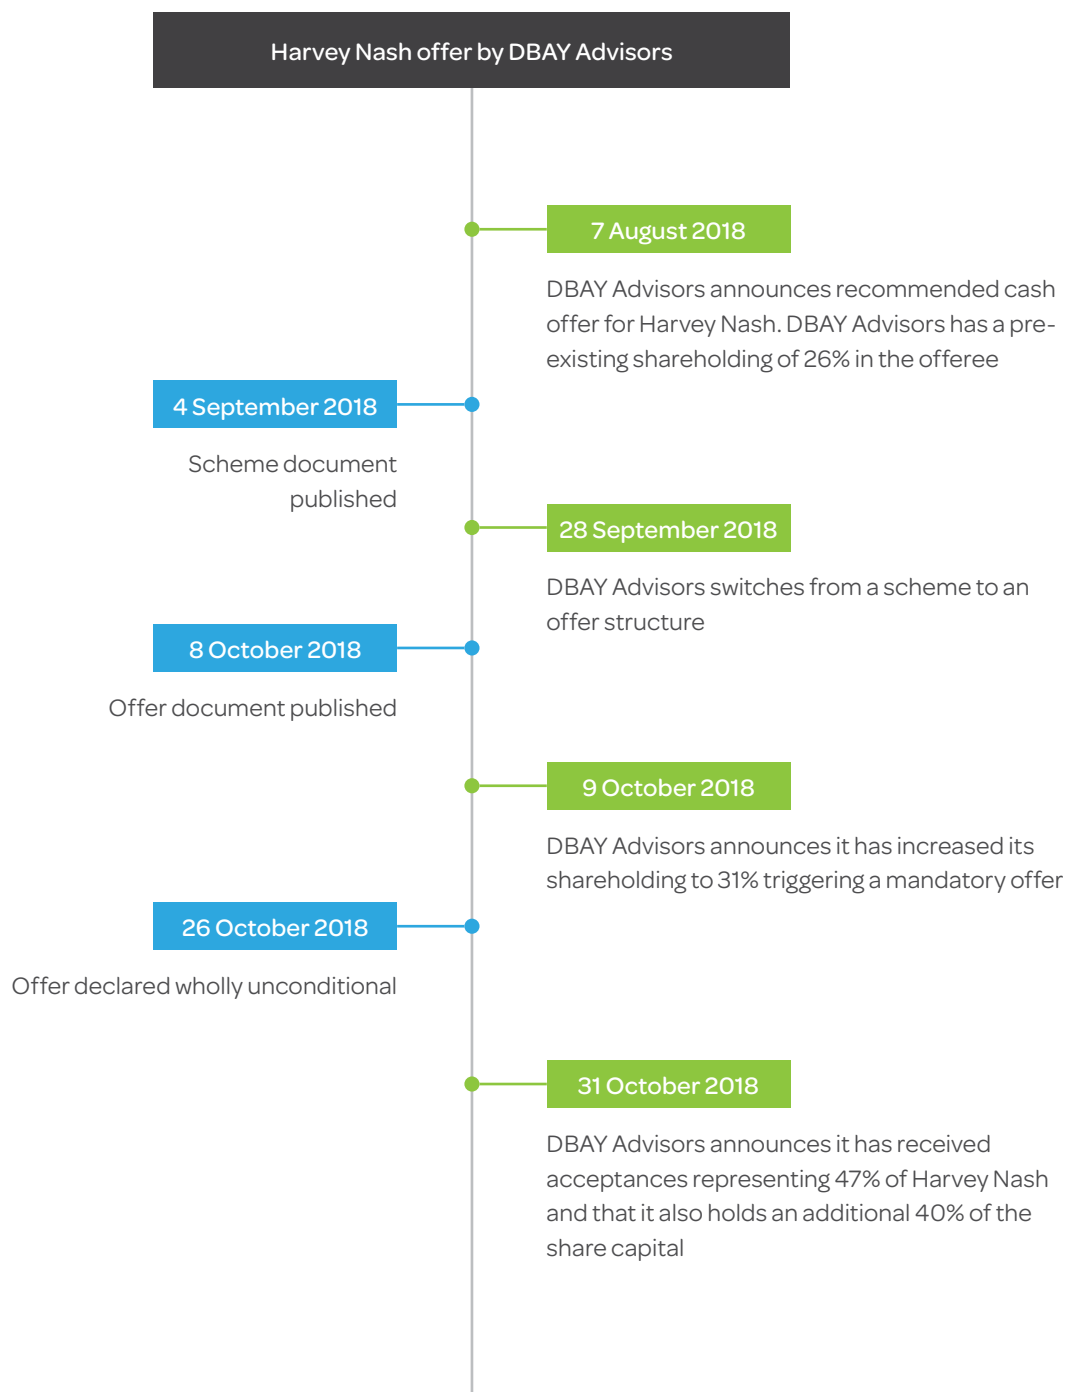 Harvey Nash offer by DBAY Advisors
7 August 2018
DBAY Advisors announces recommended cash
offer for Harvey Nash. DBAY Advisors has a pre-
existing shareholding of 26% in the offeree
4 September 2018
Scheme document
published
28 September 2018
DBAY Advisors switches from a scheme to an
offer structure
8 October 2018
Offer document published
9 October 2018
DBAY Advisors announces it has increased its
shareholding to 31% triggering a mandatory offer
26 October 2018
Offer declared wholly unconditional
31 October 2018
DBAY Advisors announces it has received
acceptances representing 47% of Harvey Nash
and that it also holds an additional 40% of the
share capital